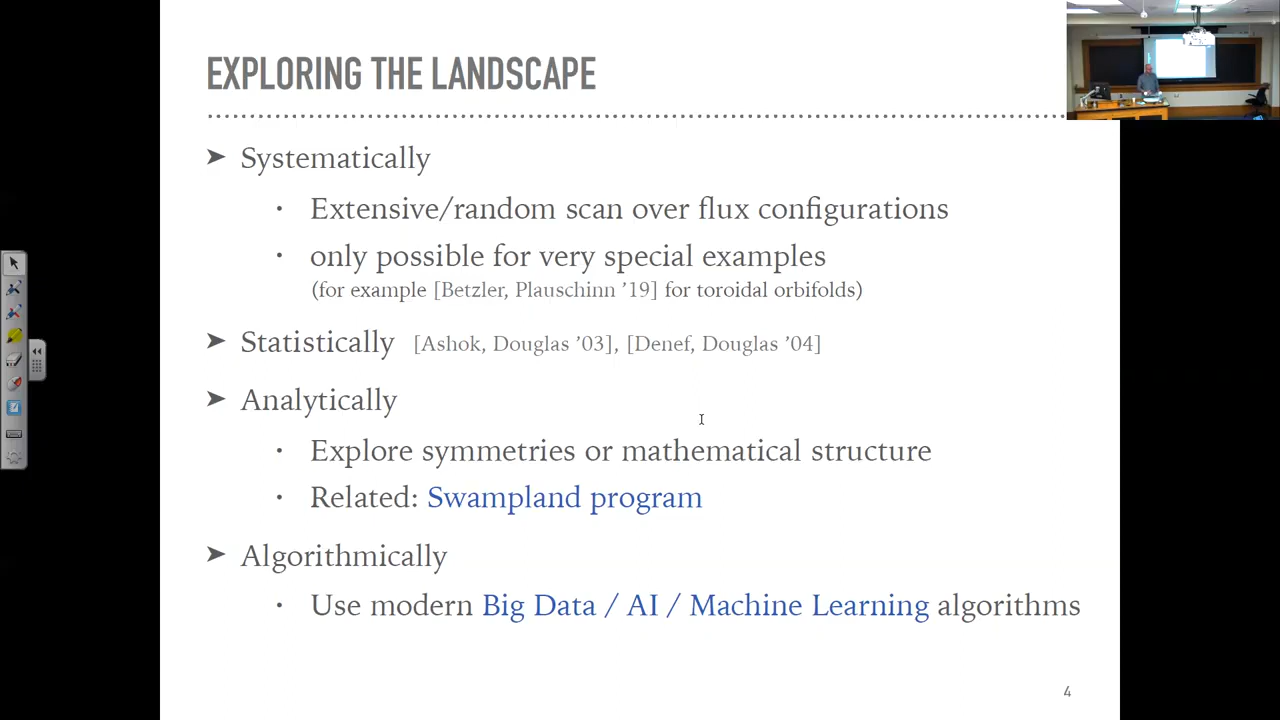 EXPLORING THE LANDSCAPE
➤ Systematically
· Extensive/random scan over flux configurations
· only possible for very special examples
(for example [Betzler, Plauschinn ’19] for toroidal orbifolds)
➤ Statistically [Ashok, Douglas ’03], [Denef, Douglas ’04]
➤ Analytically
· Explore symmetries or mathematical structure
· Related: Swampland program
➤ Algorithmically
· Use modern Big Data / AI / Machine Learning algorithms
4